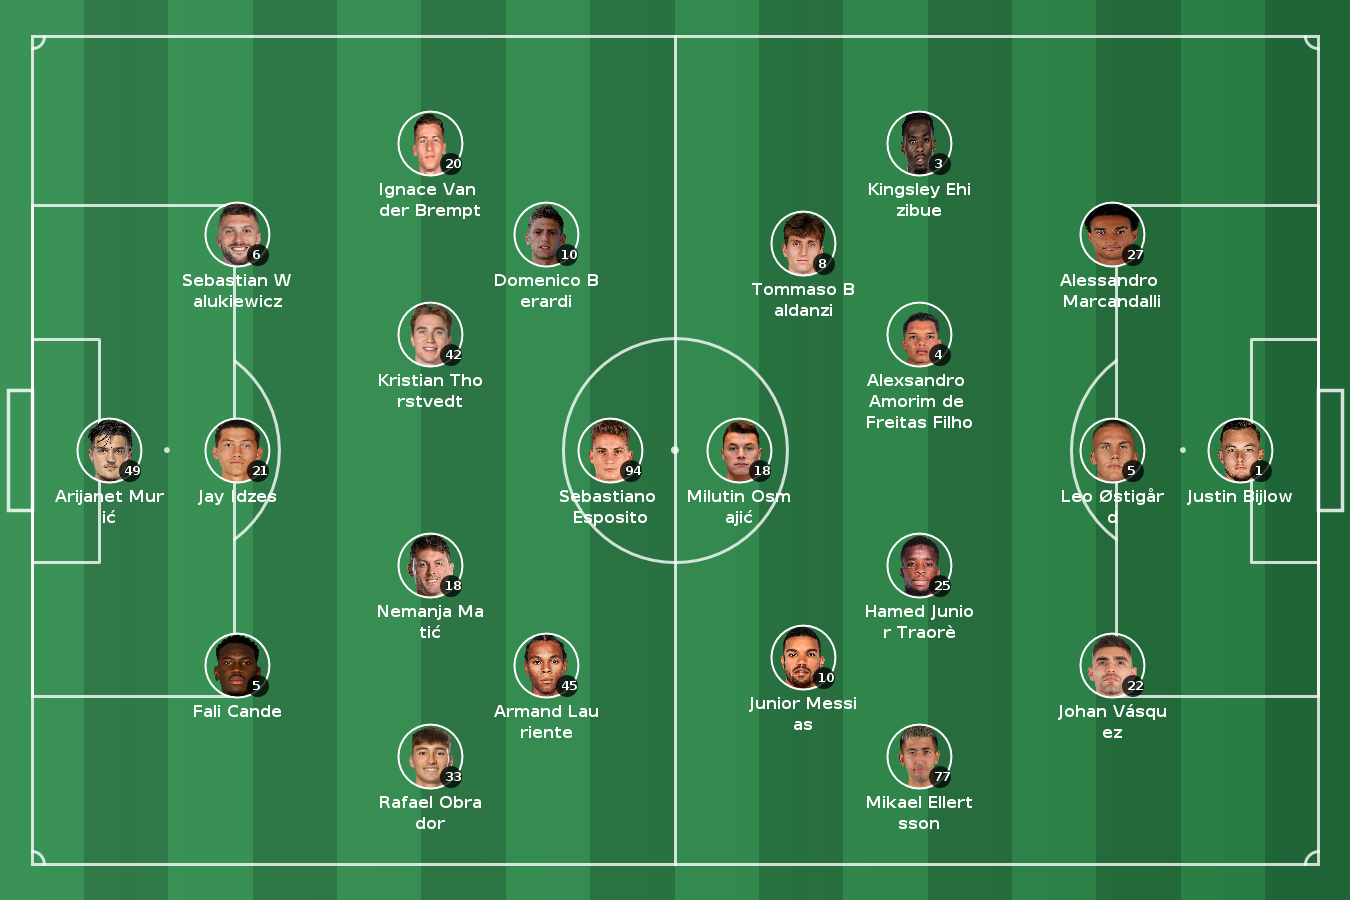 20
Ignace Van
der Brempt
3
Kingsley Ehi
zibue
6
Sebastian W
alukiewicz
10
Domenico B
erardi
8
Tommaso B
aldanzi
27
Alessandro
Marcandalli
42
Kristian Tho
rstvedt
4
Alexsandro
Amorim de
Freitas Filho
49
Arijanet Mur
ić
21
Jay Idzes
94
Sebastiano
Esposito
18
Milutin Osm
ajić
5
Leo Østigår
d
1
Justin Bijlow
18
Nemanja Ma
tić
25
Hamed Junio
r Traorè
5
Fali Cande
45
Armand Lau
riente
10
Junior Messi
as
22
Johan Vásqu
ez
33
Rafael Obra
dor
77
Mikael Ellert
sson